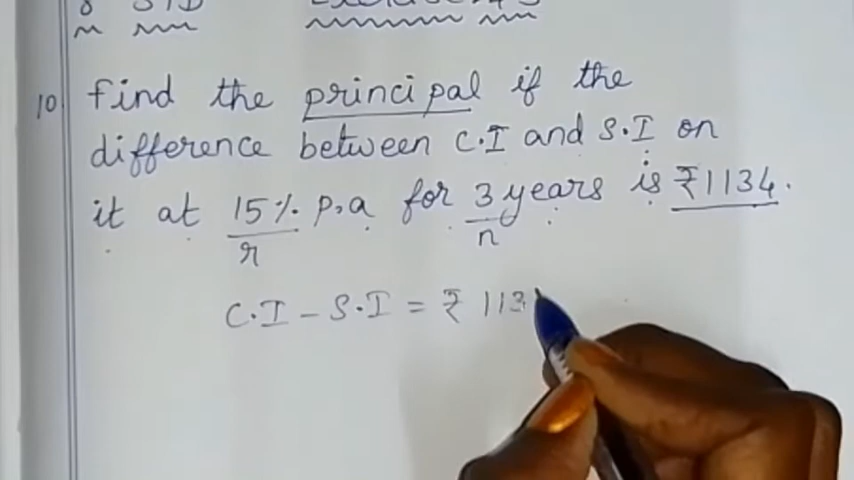 10 find the principal if the
difference between C.I and S.I on
it at 15% p.a for 3 years is ₹1134.
r n
C.I - S.I = ₹ 113